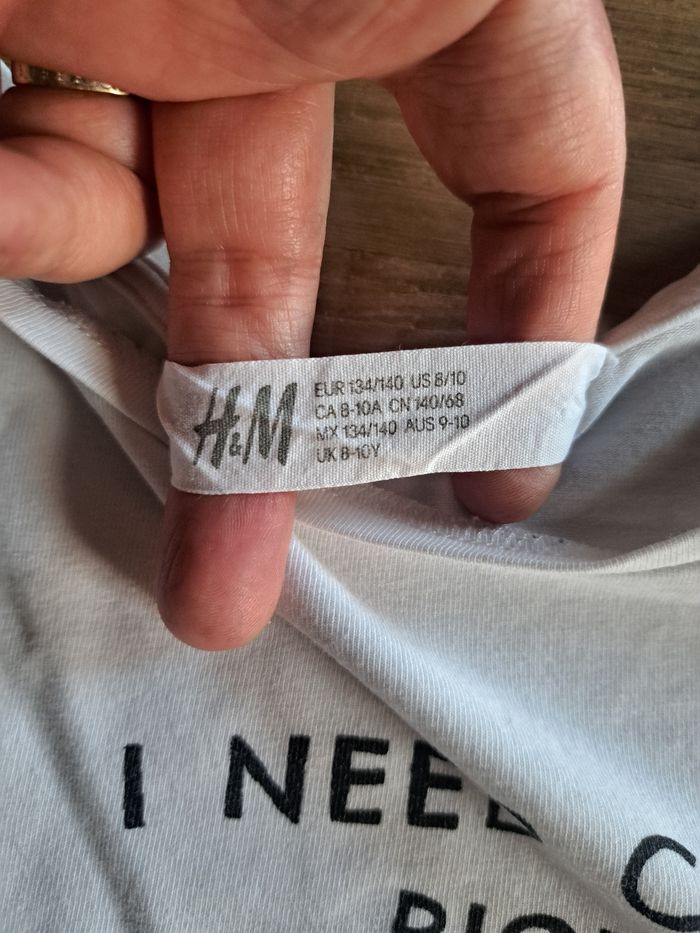 H&M
EUR 134/140 US 8/10
CA 8-10A CN 140/68
MX 134/140 AUS 9-10
UK 8-10Y
I NEED